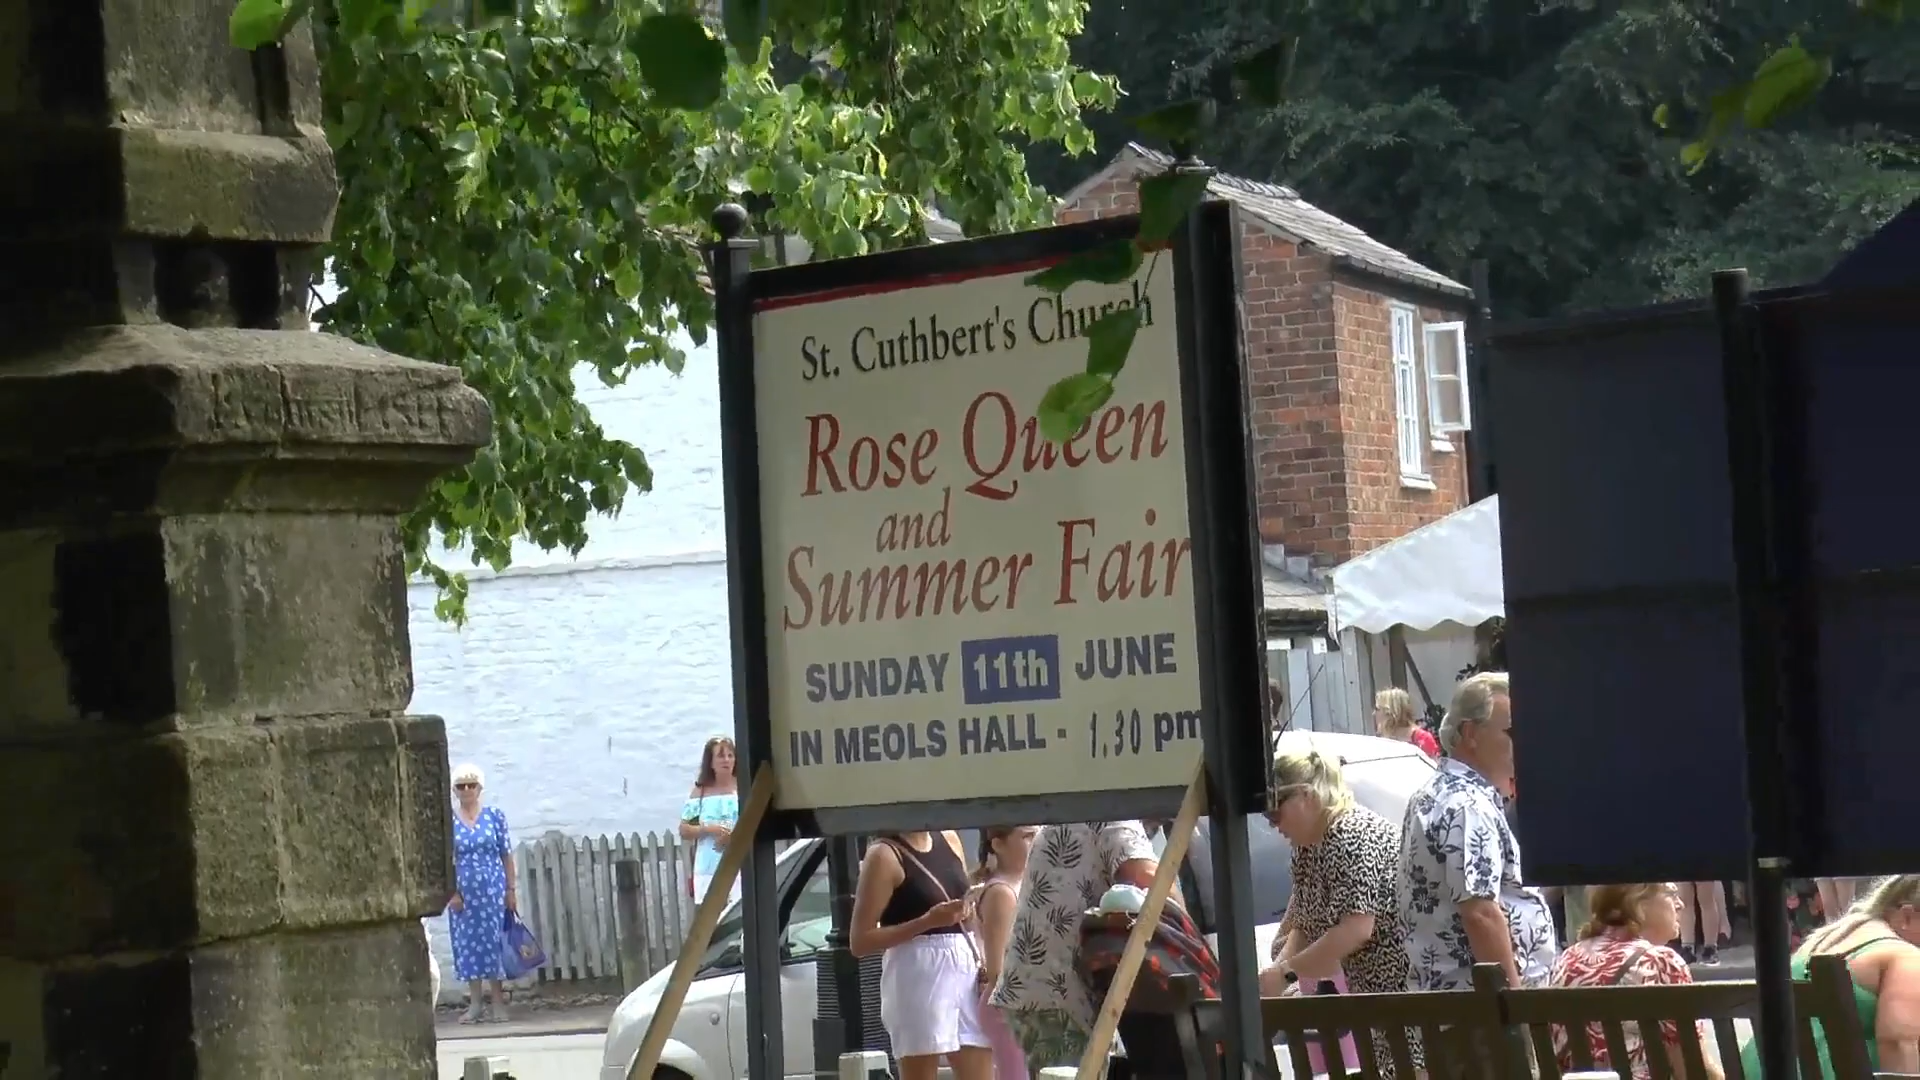 St. Cuthbert's Church
Rose Queen
and
Summer Fair
SUNDAY 11th JUNE
IN MEOLS HALL - 1.30 pm